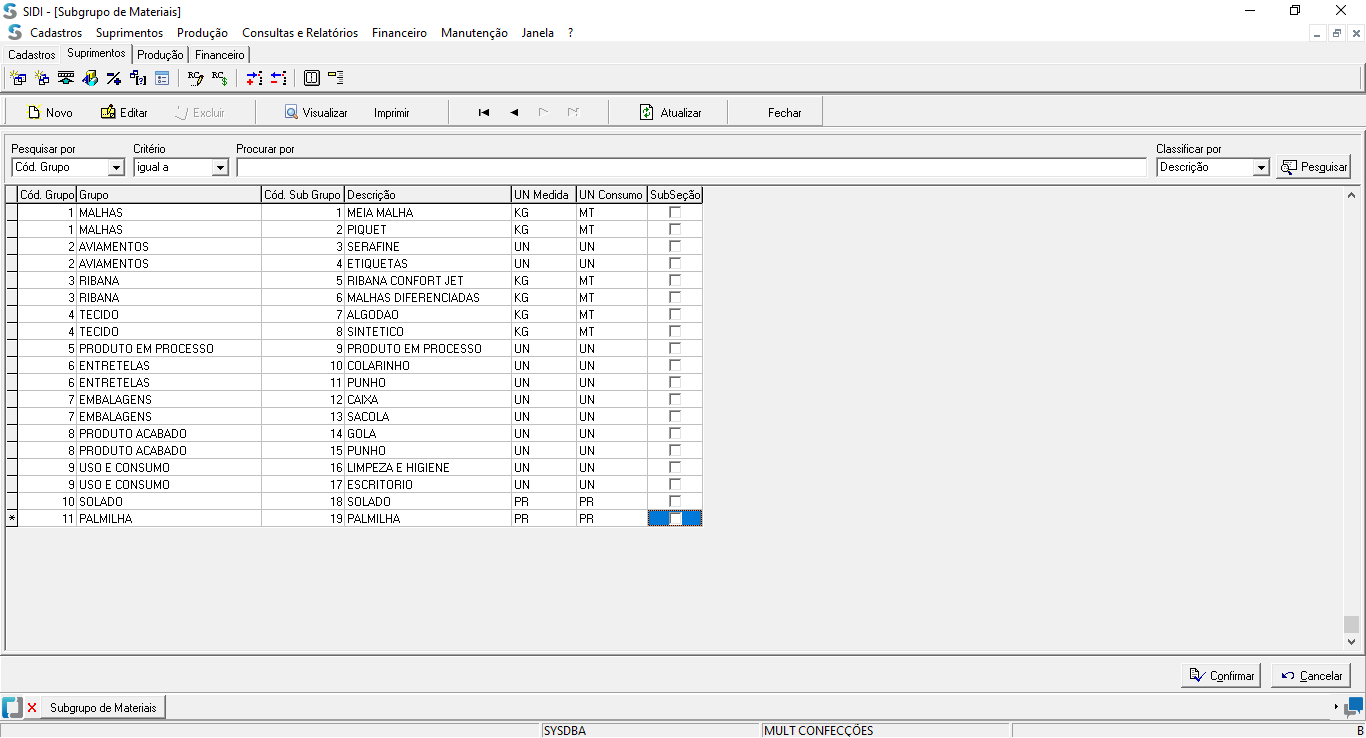 SIDI - [Subgrupo de Materiais]
Cadastros Suprimentos Produção Consultas e Relatórios Financeiro Manutenção Janela ?
Cadastros Suprimentos Produção Financeiro
Novo Editar Excluir Visualizar Imprimir Atualizar Fechar
Pesquisar por Critério Procurar por Classificar por
Cód. Grupo igual a Descrição Pesquisar
Cód. Grupo Grupo Cód. Sub Grupo Descrição UN Medida UN Consumo SubSeção
1 MALHAS 1 MEIA MALHA KG MT
1 MALHAS 2 PIQUET KG MT
2 AVIAMENTOS 3 SERAFINE UN UN
2 AVIAMENTOS 4 ETIQUETAS UN UN
3 RIBANA 5 RIBANA CONFORT JET KG MT
3 RIBANA 6 MALHAS DIFERENCIADAS KG MT
4 TECIDO 7 ALGODAO KG MT
4 TECIDO 8 SINTETICO KG MT
5 PRODUTO EM PROCESSO 9 PRODUTO EM PROCESSO UN UN
6 ENTRETELAS 10 COLARINHO UN UN
6 ENTRETELAS 11 PUNHO UN UN
7 EMBALAGENS 12 CAIXA UN UN
7 EMBALAGENS 13 SACOLA UN UN
8 PRODUTO ACABADO 14 GOLA UN UN
8 PRODUTO ACABADO 15 PUNHO UN UN
9 USO E CONSUMO 16 LIMPEZA E HIGIENE UN UN
9 USO E CONSUMO 17 ESCRITORIO UN UN
10 SOLADO 18 SOLADO PR PR
* 11 PALMILHA 19 PALMILHA PR PR
Confirmar Cancelar
Subgrupo de Materiais
SYSDBA MULT CONFECÇÕES B